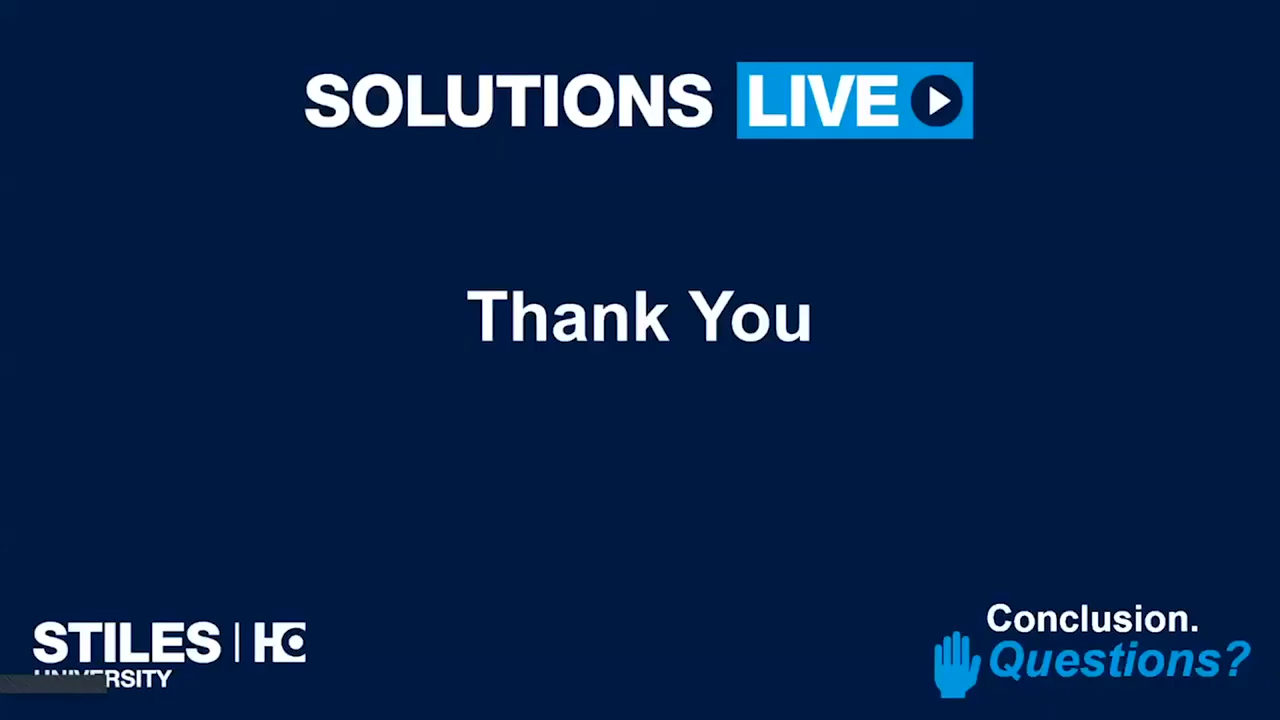 SOLUTIONS LIVE
Thank You
STILES | HC
UNIVERSITY
Conclusion.
Questions?